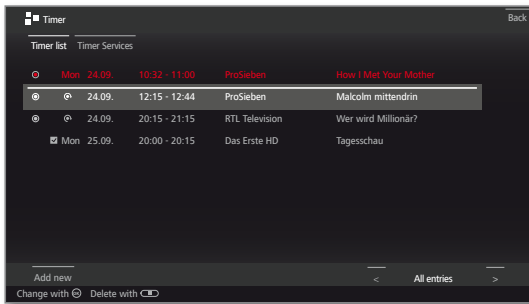 Timer
Back
Timer list Timer Services
Mon 24.09. 10:32 - 11:00 ProSieben How I Met Your Mother
24.09. 12:15 - 12:44 ProSieben Malcolm mittendrin
24.09. 20:15 - 21:15 RTL Television Wer wird Millionär?
Mon 25.09. 20:00 - 20:15 Das Erste HD Tagesschau
Add new < All entries >
Change with OK Delete with